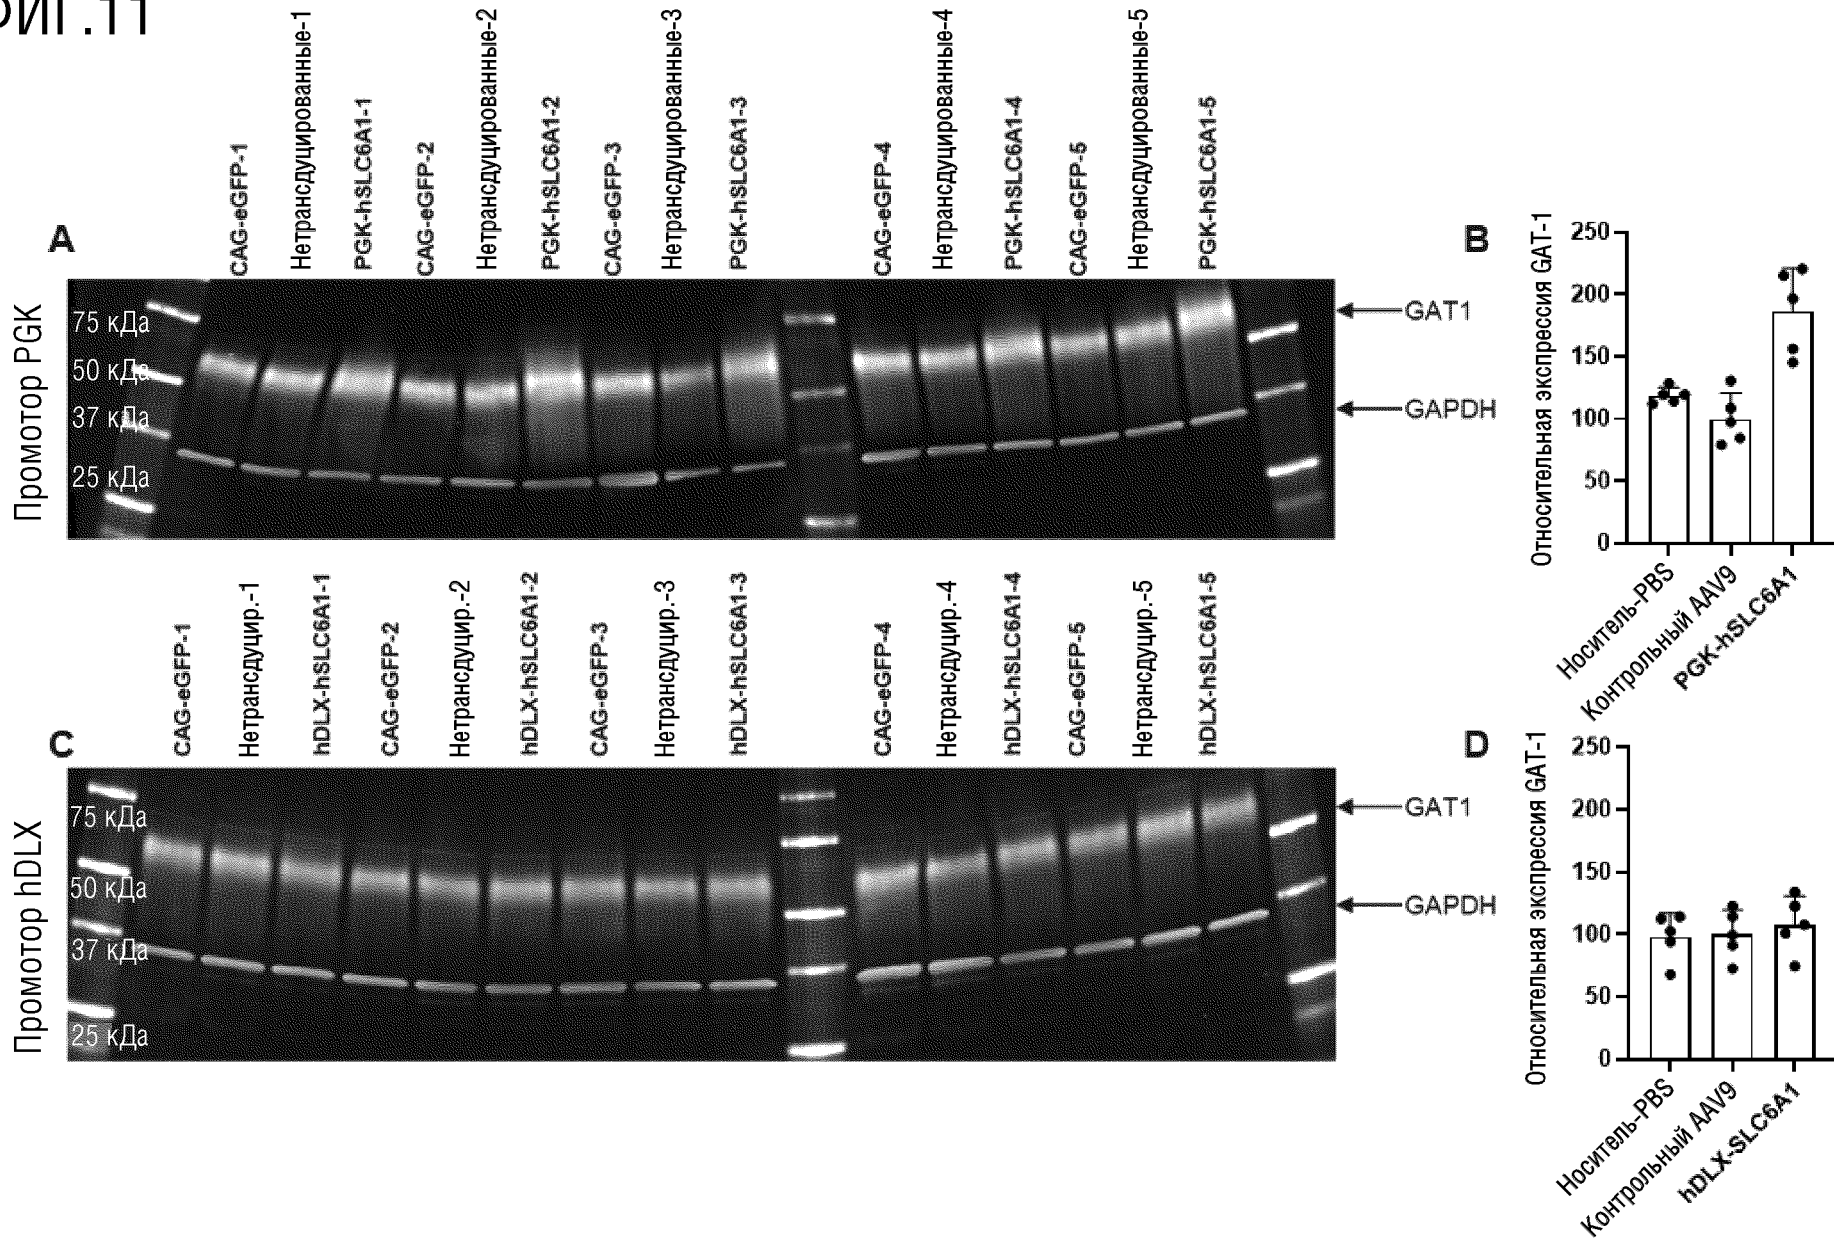 ФИГ.11
A
Промотор PGK
CAG-eGFP-1
Нетрансдуцированные-1
PGK-hSLC6A1-1
CAG-eGFP-2
Нетрансдуцированные-2
PGK-hSLC6A1-2
CAG-eGFP-3
Нетрансдуцированные-3
PGK-hSLC6A1-3
CAG-eGFP-4
Нетрансдуцированные-4
PGK-hSLC6A1-4
CAG-eGFP-5
Нетрансдуцированные-5
PGK-hSLC6A1-5
75 кДа
50 кДа
37 кДа
25 кДа
GAT1
GAPDH
B
Относительная экспрессия GAT-1
250
200
150
100
50
0
Носитель-PBS
Контрольный AAV9
PGK-hSLC6A1
C
Промотор hDLX
CAG-eGFP-1
Нетрансдуцир.-1
hDLX-hSLC6A1-1
CAG-eGFP-2
Нетрансдуцир.-2
hDLX-hSLC6A1-2
CAG-eGFP-3
Нетрансдуцир.-3
hDLX-hSLC6A1-3
CAG-eGFP-4
Нетрансдуцир.-4
hDLX-hSLC6A1-4
CAG-eGFP-5
Нетрансдуцир.-5
hDLX-hSLC6A1-5
75 кДа
50 кДа
37 кДа
25 кДа
GAT1
GAPDH
D
Относительная экспрессия GAT-1
250
200
150
100
50
0
Носитель-PBS
Контрольный AAV9
hDLX-SLC6A1